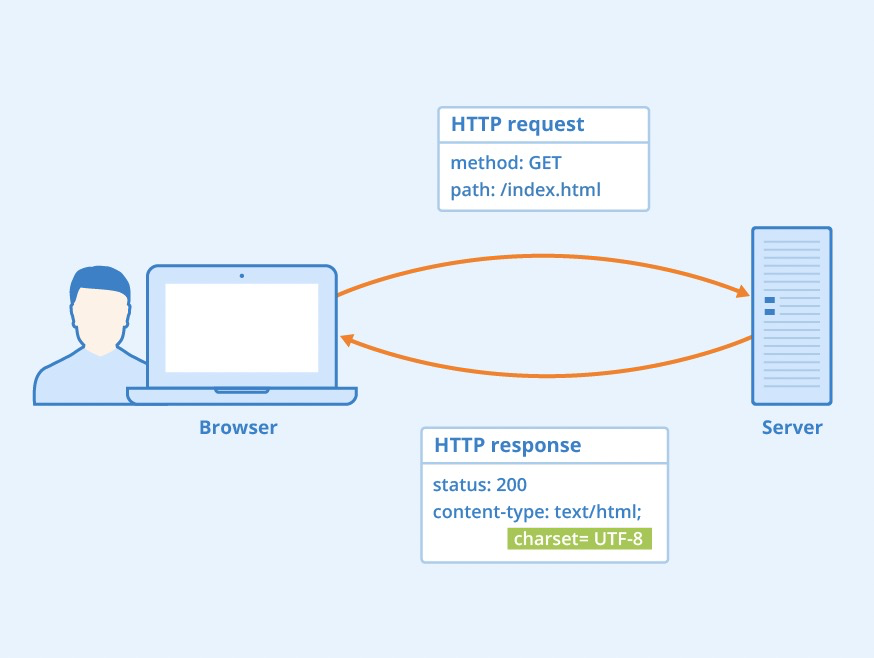 HTTP request
method: GET
path: /index.html
Browser
Server
HTTP response
status: 200
content-type: text/html;
charset= UTF-8